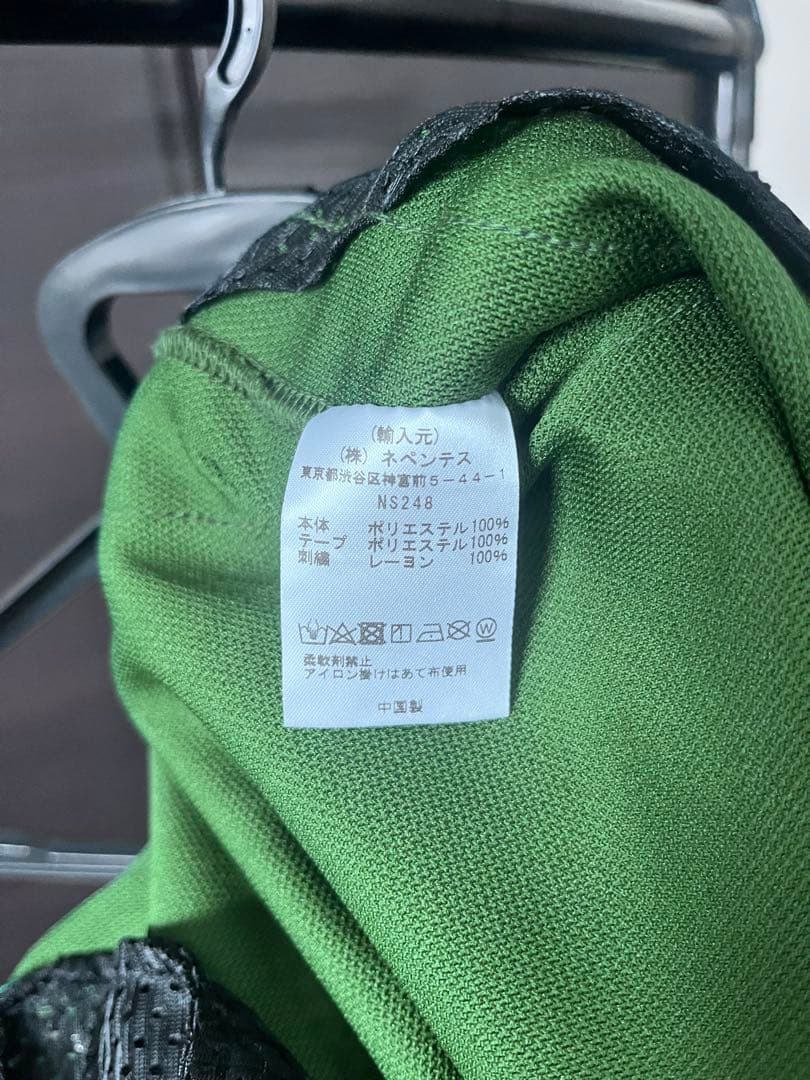 (輸入元)
(株) ネペンテス
東京都渋谷区神宮前5-44-1
NS248
本体 ポリエステル100%
テープ ポリエステル100%
刺繍 レーヨン 100%
W
柔軟剤禁止
アイロン掛けはあて布使用
中国製